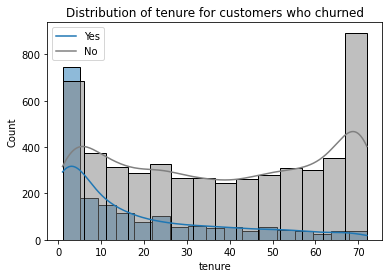 Distribution of tenure for customers who churned
Yes
No
800
600
400
200
0
Count
0 10 20 30 40 50 60 70
tenure